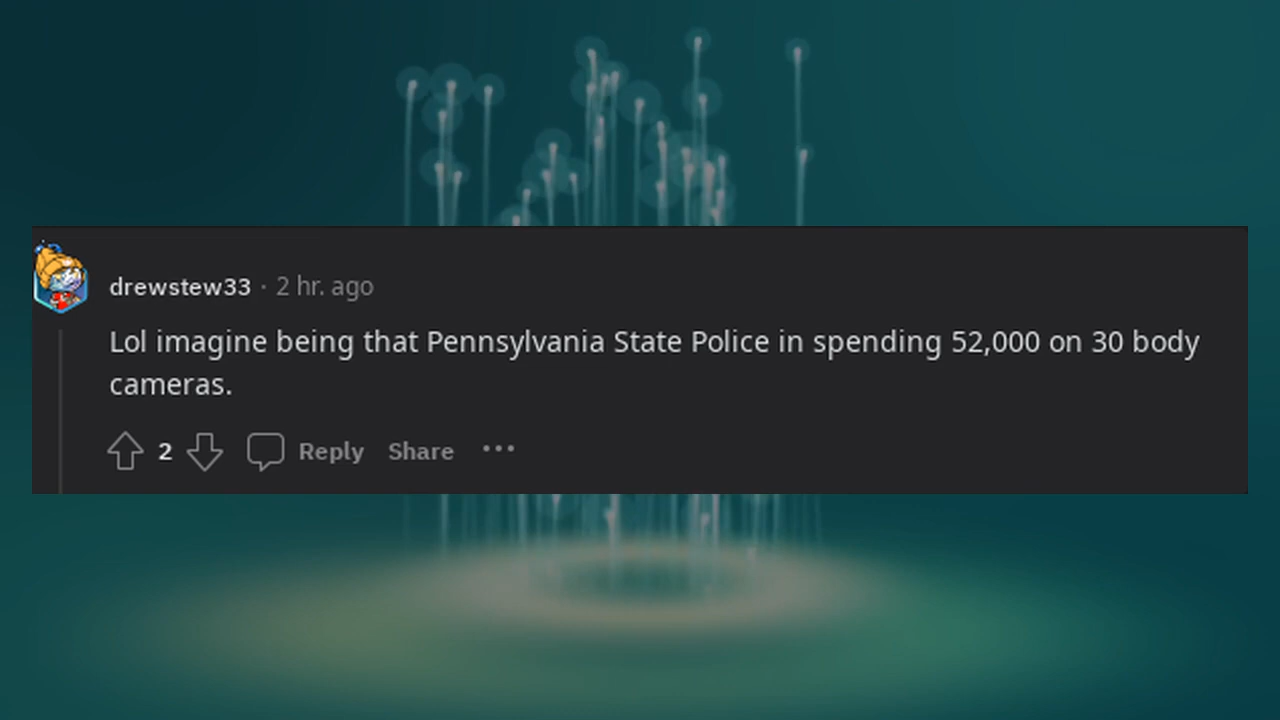 drewstew33 · 2 hr. ago
Lol imagine being that Pennsylvania State Police in spending 52,000 on 30 body
cameras.
2 Reply Share ···